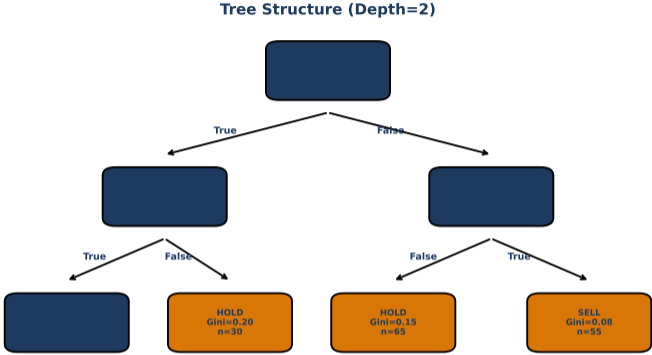 Tree Structure (Depth=2)
True
False
True
False
False
True
HOLD
Gini=0.20
n=30
HOLD
Gini=0.15
n=65
SELL
Gini=0.08
n=55